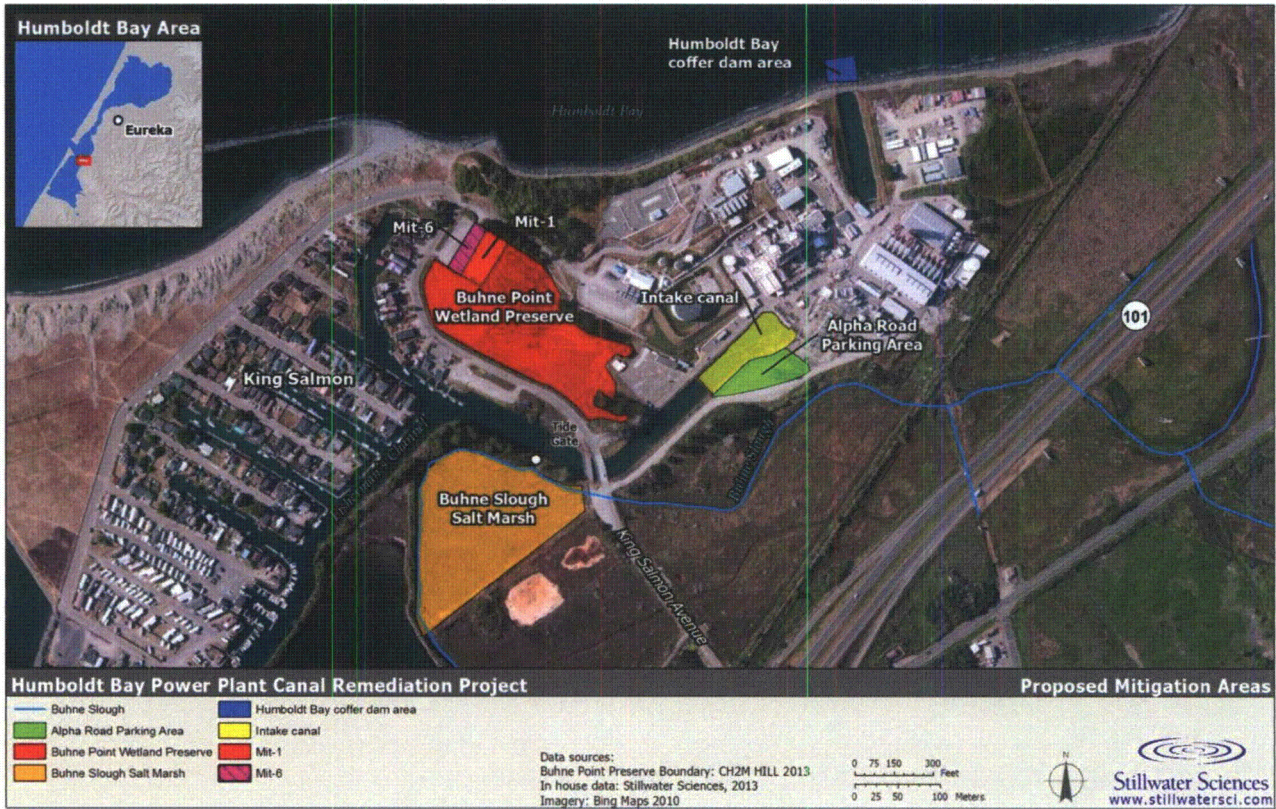 Humboldt Bay Area
Eureka
Humboldt Bay
coffer dam area
Humboldt Bay
Mit-6
Mit-1
Buhne Point
Wetland Preserve
Intake canal
Alpha Road
Parking Area
101
King Salmon
Tide
Gate
Buhne Slough
Buhne Slough
Salt Marsh
King Salmon Avenue
Humboldt Bay Power Plant Canal Remediation Project
Proposed Mitigation Areas
Buhne Slough
Alpha Road Parking Area
Buhne Point Wetland Preserve
Buhne Slough Salt Marsh
Humboldt Bay coffer dam area
Intake canal
Mit-1
Mit-6
Data sources:
Buhne Point Preserve Boundary: CH2M HILL 2013
In house data: Stillwater Sciences, 2013
Imagery: Bing Maps 2010
0 75 150 300
Feet
0 25 50 100 Meters
N
Stillwater Sciences
www.stillwatersci.com